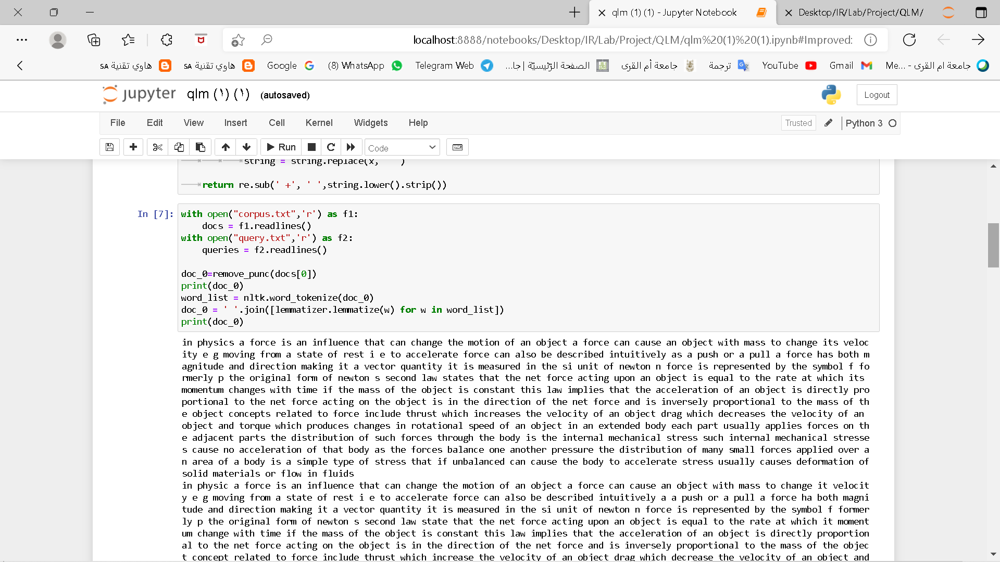 qlm (1) (1) - Jupyter Notebook
Desktop/IR/Lab/Project/QLM/
localhost:8888/notebooks/Desktop/IR/Lab/Project/QLM/qlm%20(1)%20(1).ipynb#Improved:
هاوي تقنية SA
هاوي تقنية SA
Google
(8) WhatsApp
Telegram Web
الصفحة الرّئيسيّة | جا...
جامعة أم القرى
ترجمة
YouTube
Gmail
جامعة ام القرى - Me...
jupyter qlm (١) (١) (autosaved)
Logout
File Edit View Insert Cell Kernel Widgets Help
Trusted
Python 3
Run
Code
string = string.replace(x, )
return re.sub(' +', ' ',string.lower().strip())
In [7]:
with open("corpus.txt",'r') as f1:
docs = f1.readlines()
with open("query.txt",'r') as f2:
queries = f2.readlines()
doc_0=remove_punc(docs[0])
print(doc_0)
word_list = nltk.word_tokenize(doc_0)
doc_0 = ' '.join([lemmatizer.lemmatize(w) for w in word_list])
print(doc_0)
in physics a force is an influence that can change the motion of an object a force can cause an object with mass to change its veloc
ity e g moving from a state of rest i e to accelerate force can also be described intuitively as a push or a pull a force has both m
agnitude and direction making it a vector quantity it is measured in the si unit of newton n force is represented by the symbol f fo
rmerly p the original form of newton s second law states that the net force acting upon an object is equal to the rate at which its
momentum changes with time if the mass of the object is constant this law implies that the acceleration of an object is directly pro
portional to the net force acting on the object is in the direction of the net force and is inversely proportional to the mass of th
e object concepts related to force include thrust which increases the velocity of an object drag which decreases the velocity of an
object and torque which produces changes in rotational speed of an object in an extended body each part usually applies forces on th
e adjacent parts the distribution of such forces through the body is the internal mechanical stress such internal mechanical stresse
s cause no acceleration of that body as the forces balance one another pressure the distribution of many small forces applied over a
n area of a body is a simple type of stress that if unbalanced can cause the body to accelerate stress usually causes deformation of
solid materials or flow in fluids
in physic a force is an influence that can change the motion of an object a force can cause an object with mass to change it velocit
y e g moving from a state of rest i e to accelerate force can also be described intuitively a a push or a pull a force ha both magni
tude and direction making it a vector quantity it is measured in the si unit of newton n force is represented by the symbol f former
ly p the original form of newton s second law state that the net force acting upon an object is equal to the rate at which it moment
um change with time if the mass of the object is constant this law implies that the acceleration of an object is directly proportion
al to the net force acting on the object is in the direction of the net force and is inversely proportional to the mass of the objec
t concept related to force include thrust which increase the velocity of an object drag which decrease the velocity of an object and